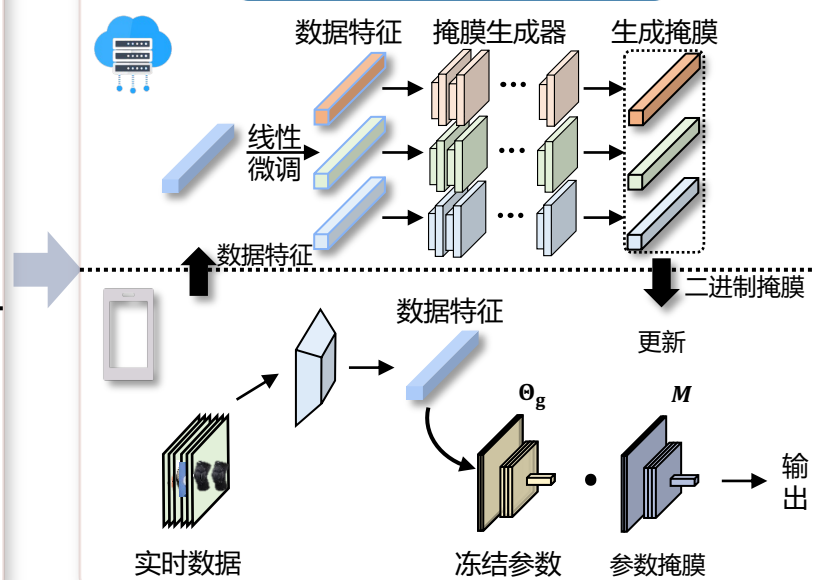 数据特征
掩膜生成器
生成掩膜
线性
微调
数据特征
二进制掩膜
更新
数据特征
Θg
M
输
出
实时数据
冻结参数
参数掩膜